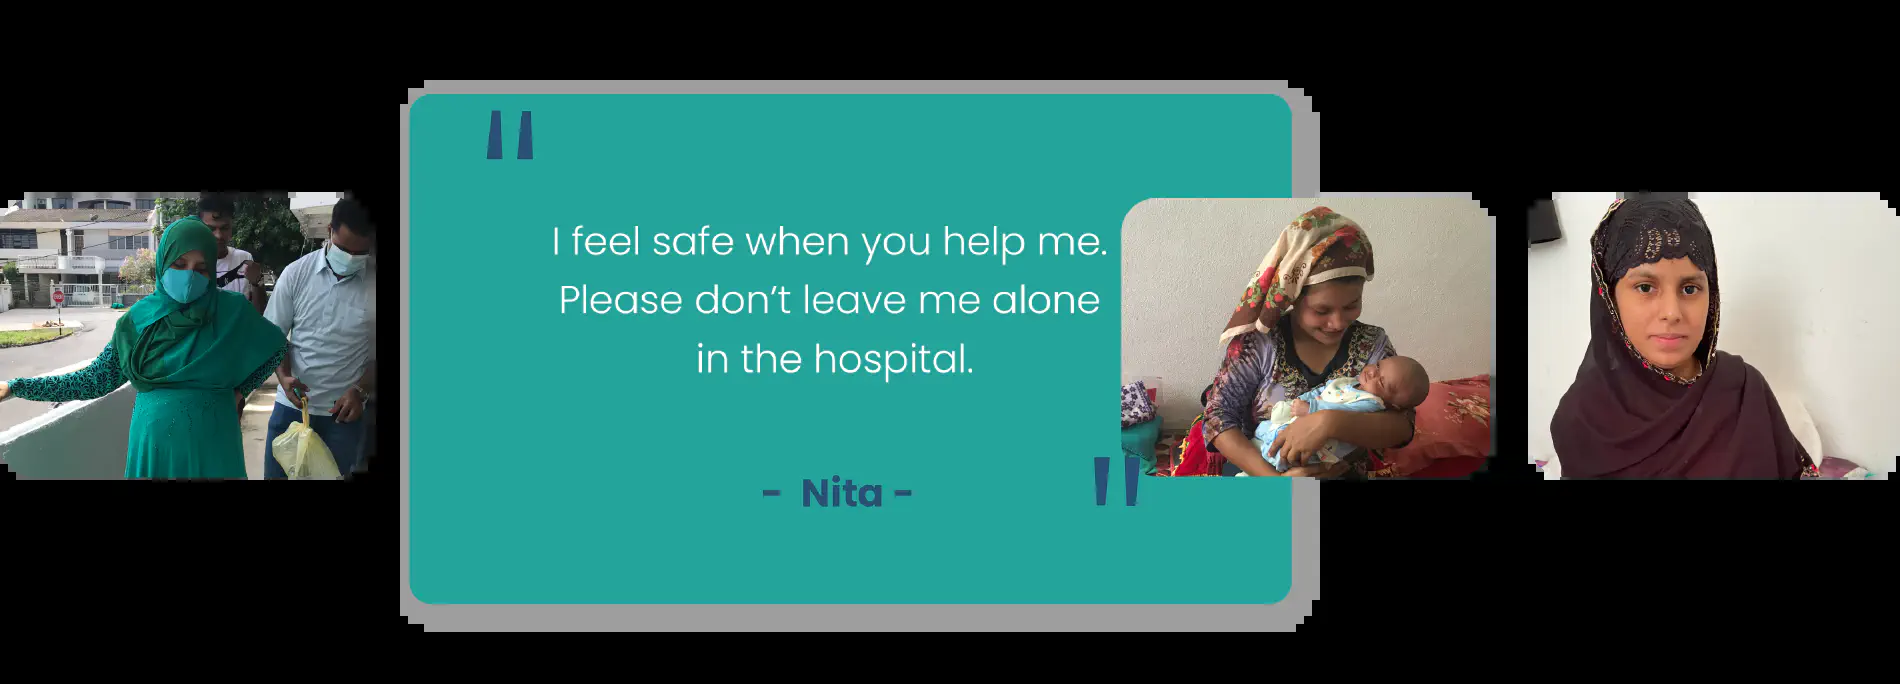 "
I feel safe when you help me.
Please don't leave me alone
in the hospital.
- Nita -
"